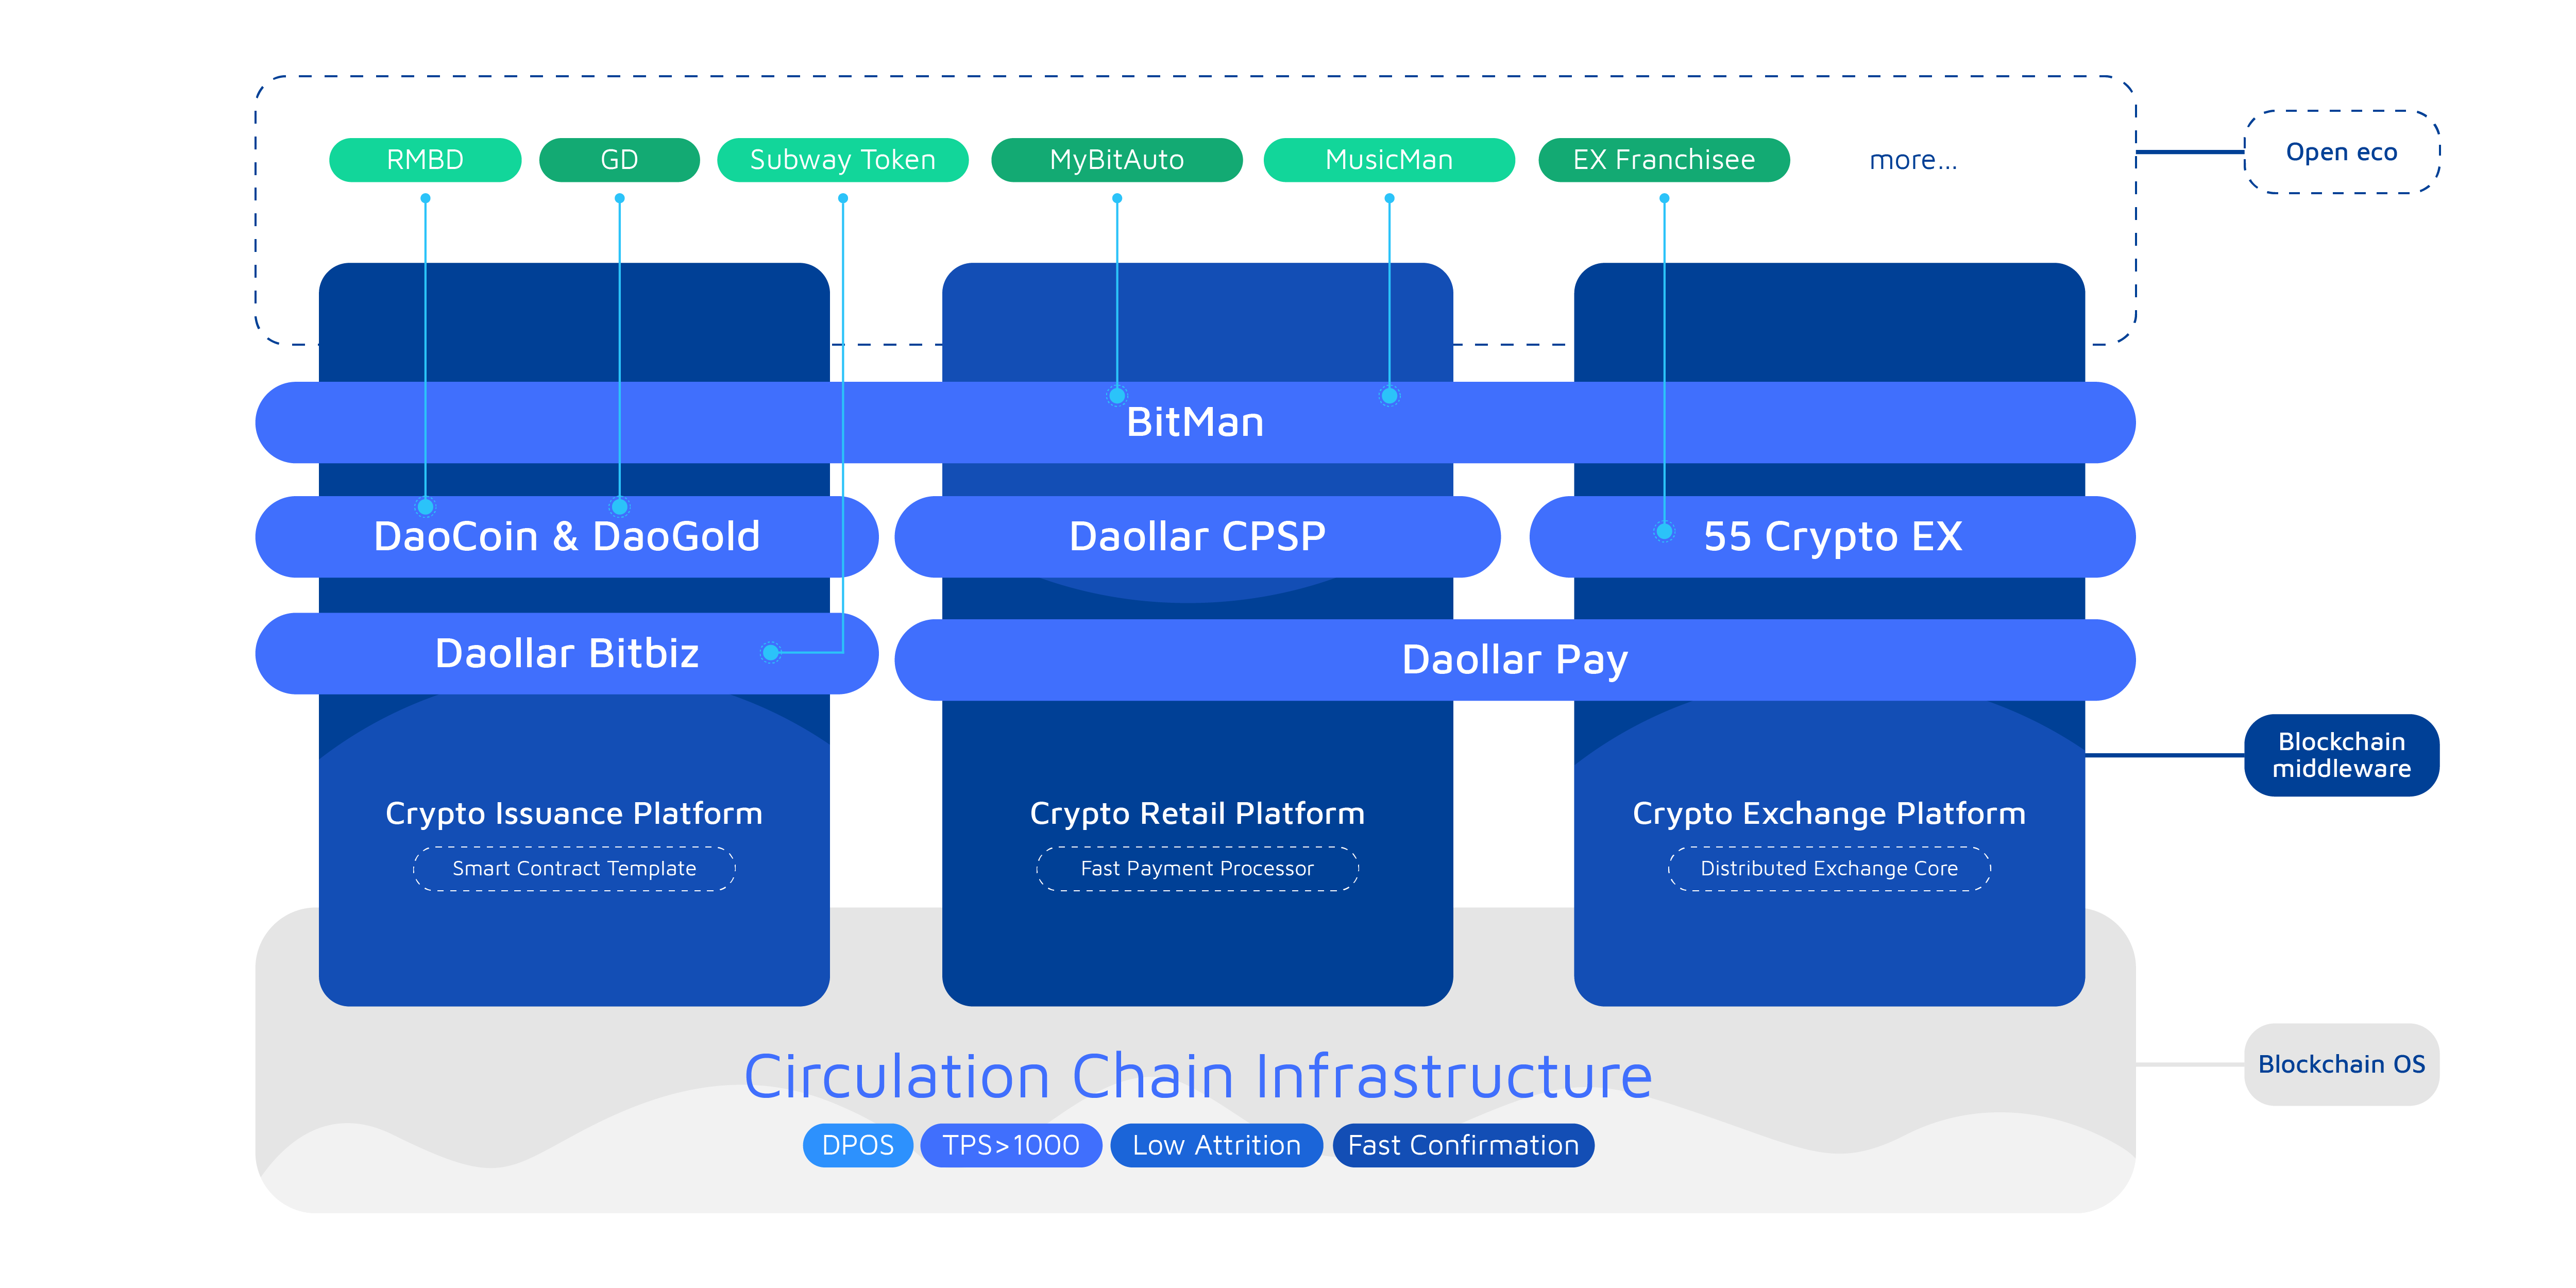 RMBD
GD
Subway Token
MyBitAuto
MusicMan
EX Franchisee
more...
Open eco
BitMan
DaoCoin & DaoGold
Daollar CPSP
55 Crypto EX
Daollar Bitbiz
Daollar Pay
Blockchain
middleware
Crypto Issuance Platform
Smart Contract Template
Crypto Retail Platform
Fast Payment Processor
Crypto Exchange Platform
Distributed Exchange Core
Circulation Chain Infrastructure
Blockchain OS
DPOS
TPS>1000
Low Attrition
Fast Confirmation